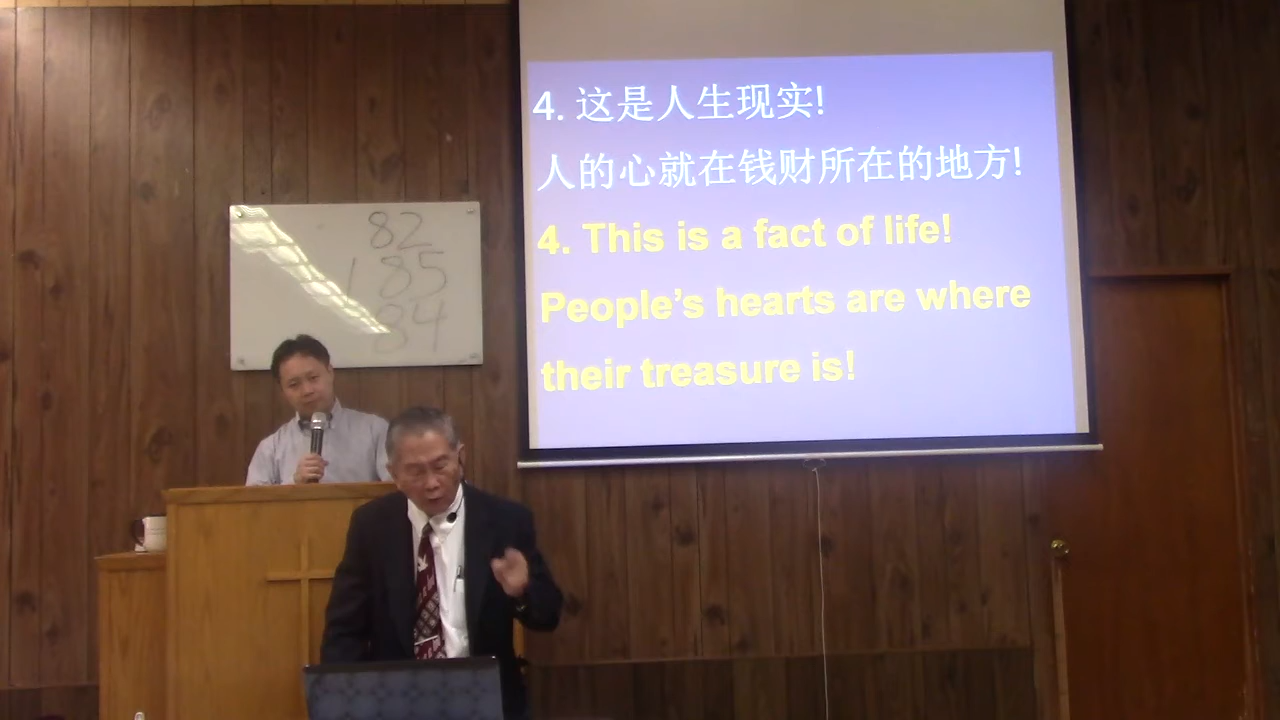 82
185
84
4. 这是人生现实!
人的心就在钱财所在的地方!
4. This is a fact of life!
People's hearts are where
their treasure is!